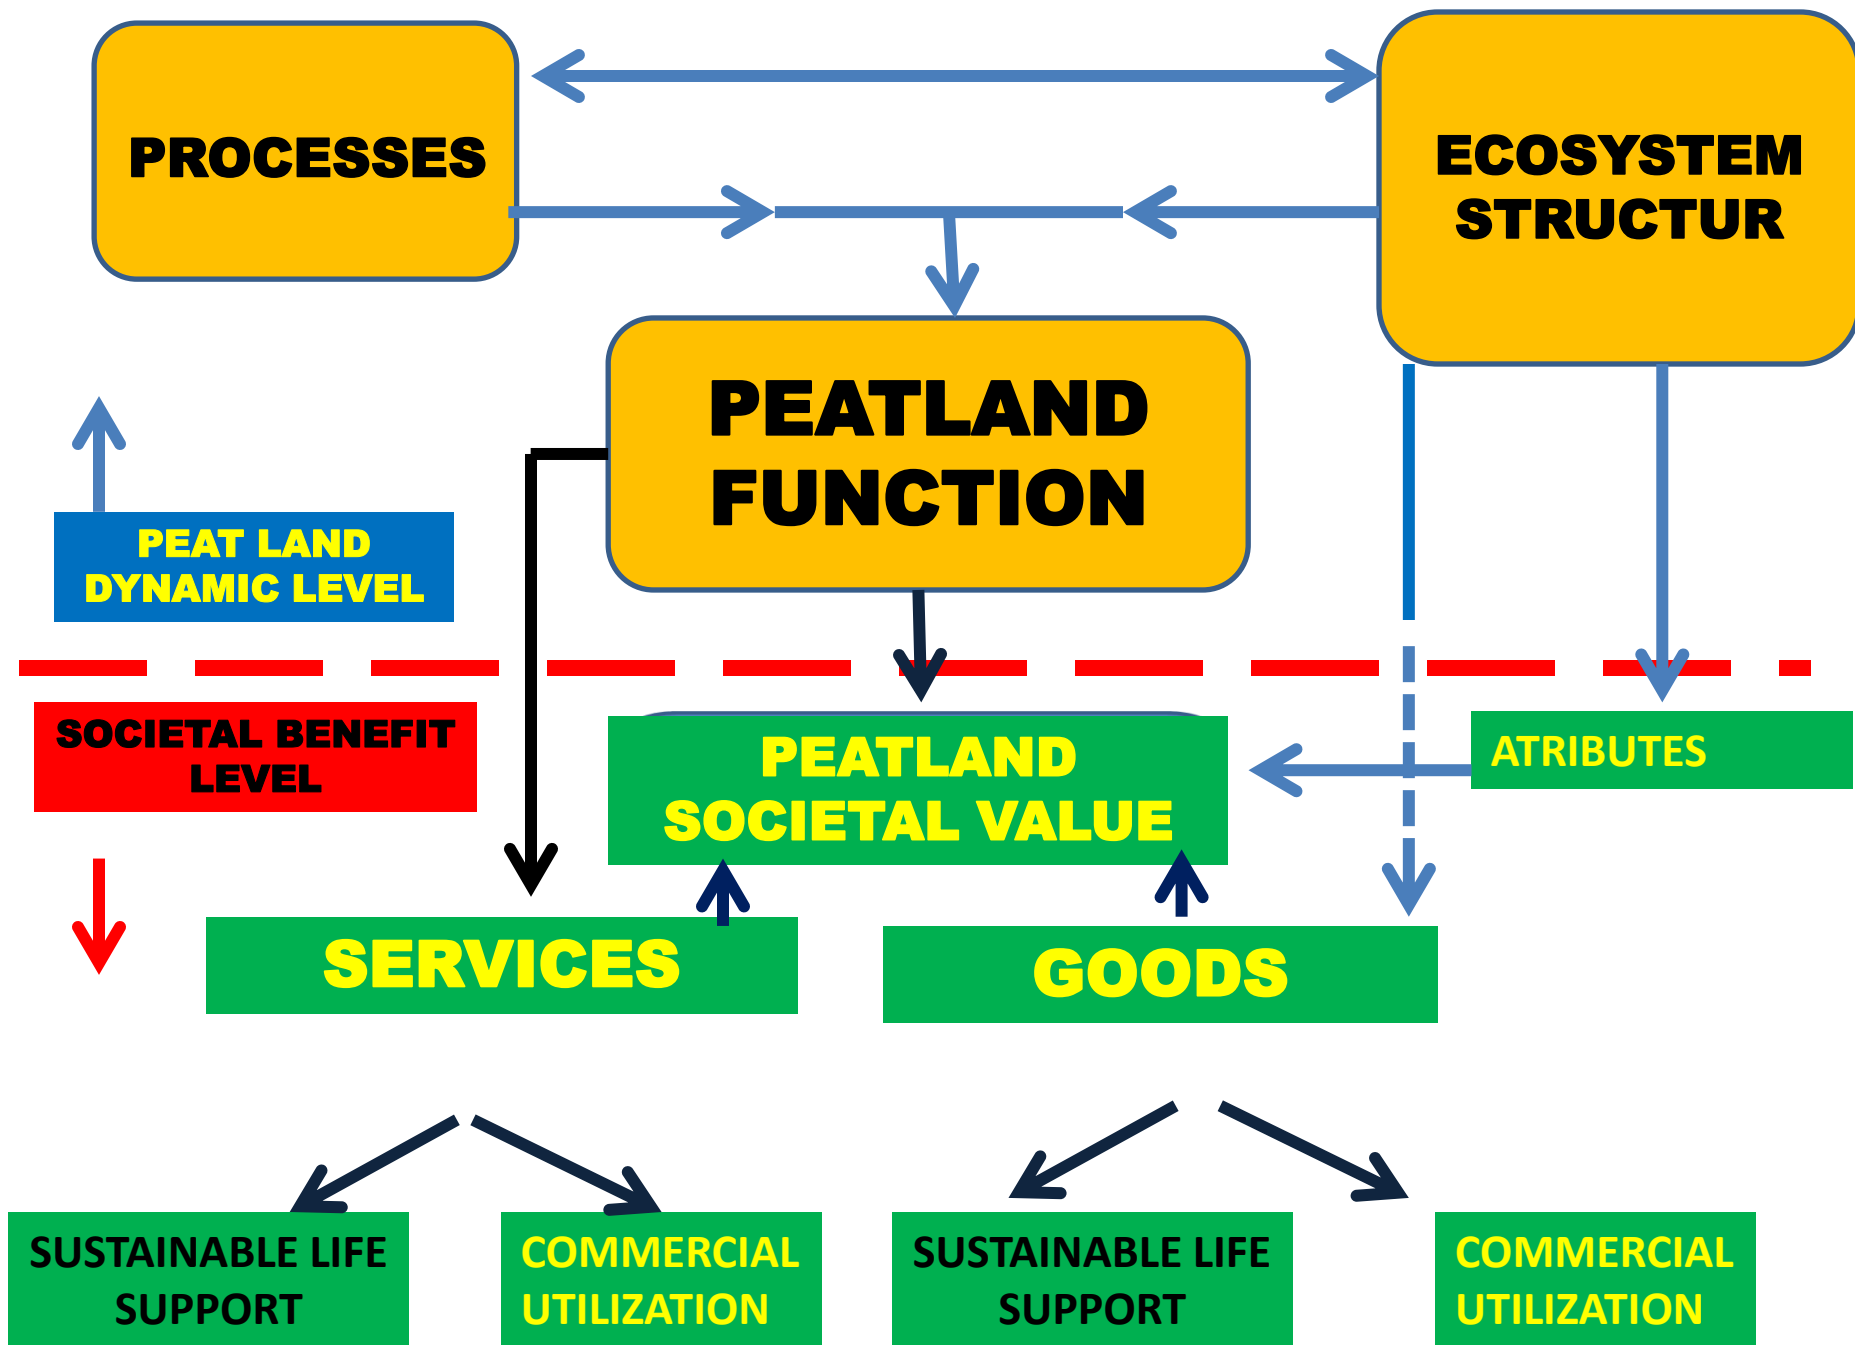 PROCESSES
ECOSYSTEM
STRUCTUR
PEATLAND
FUNCTION
PEAT LAND
DYNAMIC LEVEL
SOCIETAL BENEFIT
LEVEL
PEATLAND
SOCIETAL VALUE
ATRIBUTES
SERVICES
GOODS
SUSTAINABLE LIFE
SUPPORT
COMMERCIAL
UTILIZATION
SUSTAINABLE LIFE
SUPPORT
COMMERCIAL
UTILIZATION